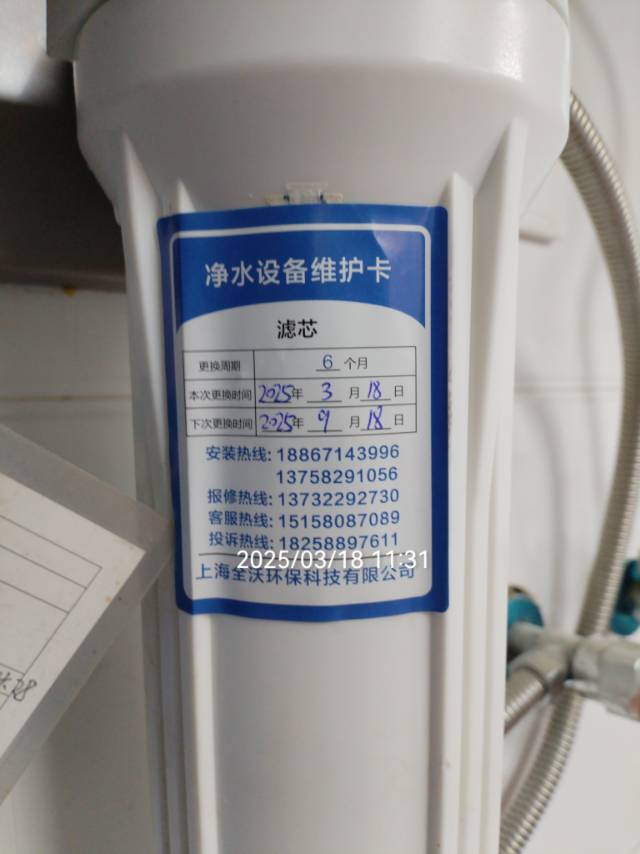 净水设备维护卡
滤芯
更换周期 6 个月
本次更换时间 2025年 3 月 18 日
下次更换时间 2025年 9 月 18 日
安装热线: 18867143996
13758291056
报修热线: 13732292730
客服热线: 15158087089
投诉热线: 18258897611
2025/03/18 11:31
上海全沃环保科技有限公司